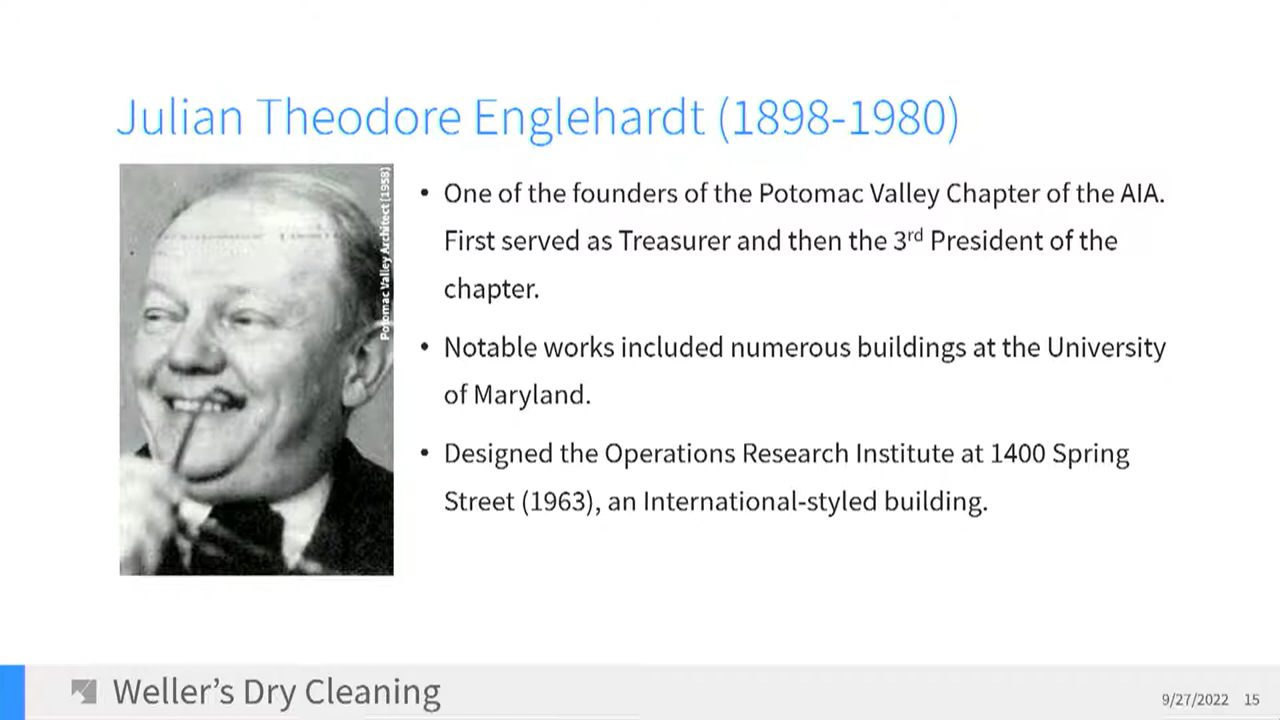 Julian Theodore Englehardt (1898-1980)
Potomac Valley Architect (1958)
• One of the founders of the Potomac Valley Chapter of the AIA.
First served as Treasurer and then the 3rd President of the
chapter.
• Notable works included numerous buildings at the University
of Maryland.
• Designed the Operations Research Institute at 1400 Spring
Street (1963), an International-styled building.
Weller’s Dry Cleaning
9/27/2022 15